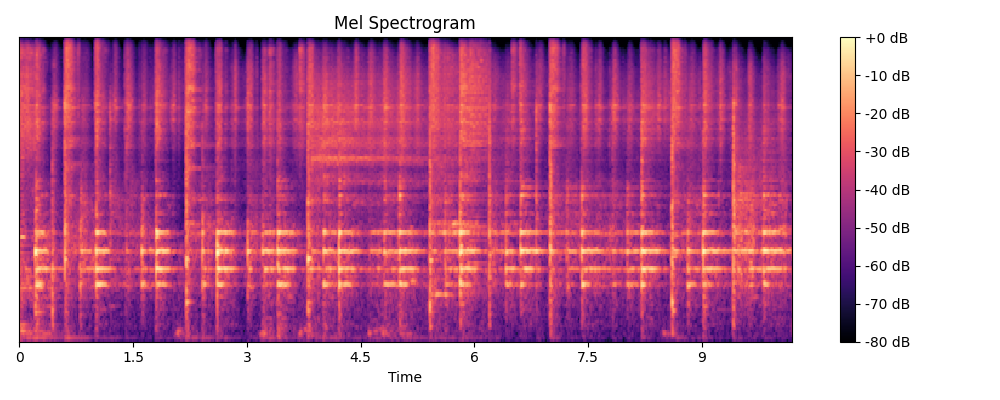 Mel Spectrogram
+0 dB
-10 dB
-20 dB
-30 dB
-40 dB
-50 dB
-60 dB
-70 dB
-80 dB
0 1.5 3 4.5 6 7.5 9
Time